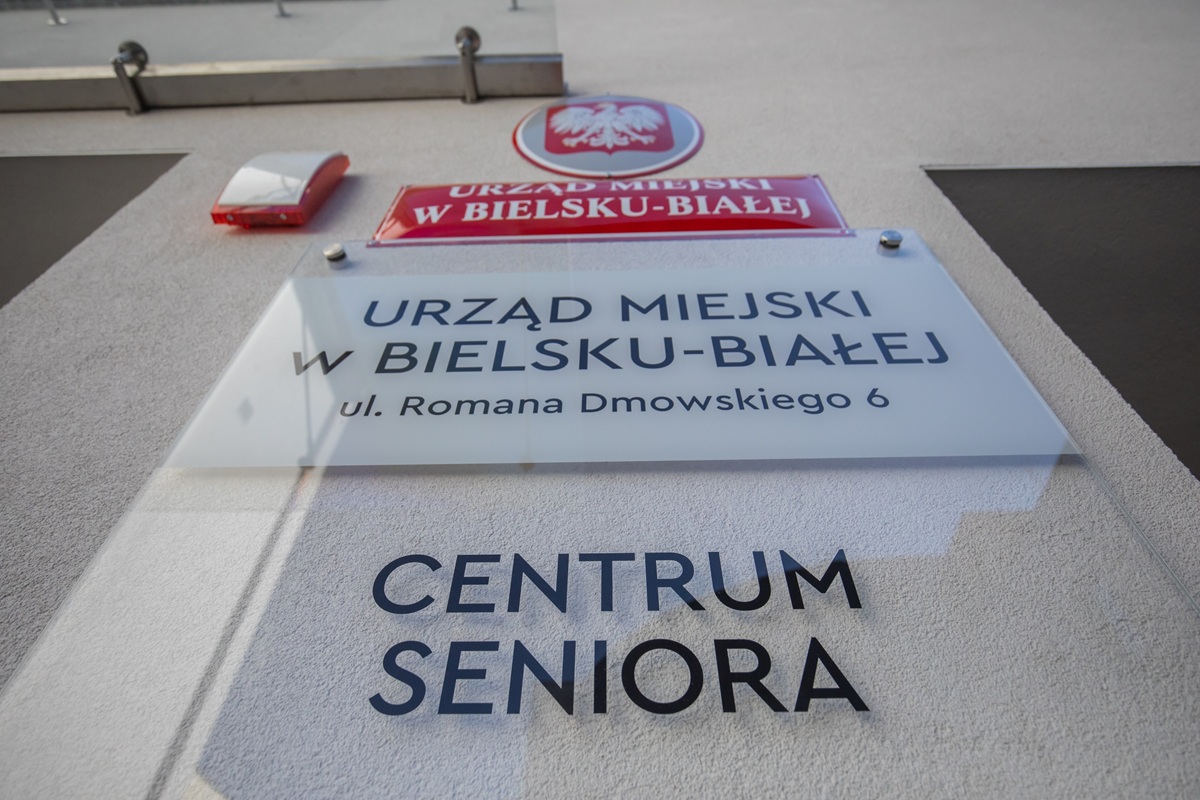 URZĄD MIEJSKI
W BIELSKU-BIAŁEJ
URZĄD MIEJSKI
W BIELSKU-BIAŁEJ
ul. Romana Dmowskiego 6
CENTRUM
SENIORA